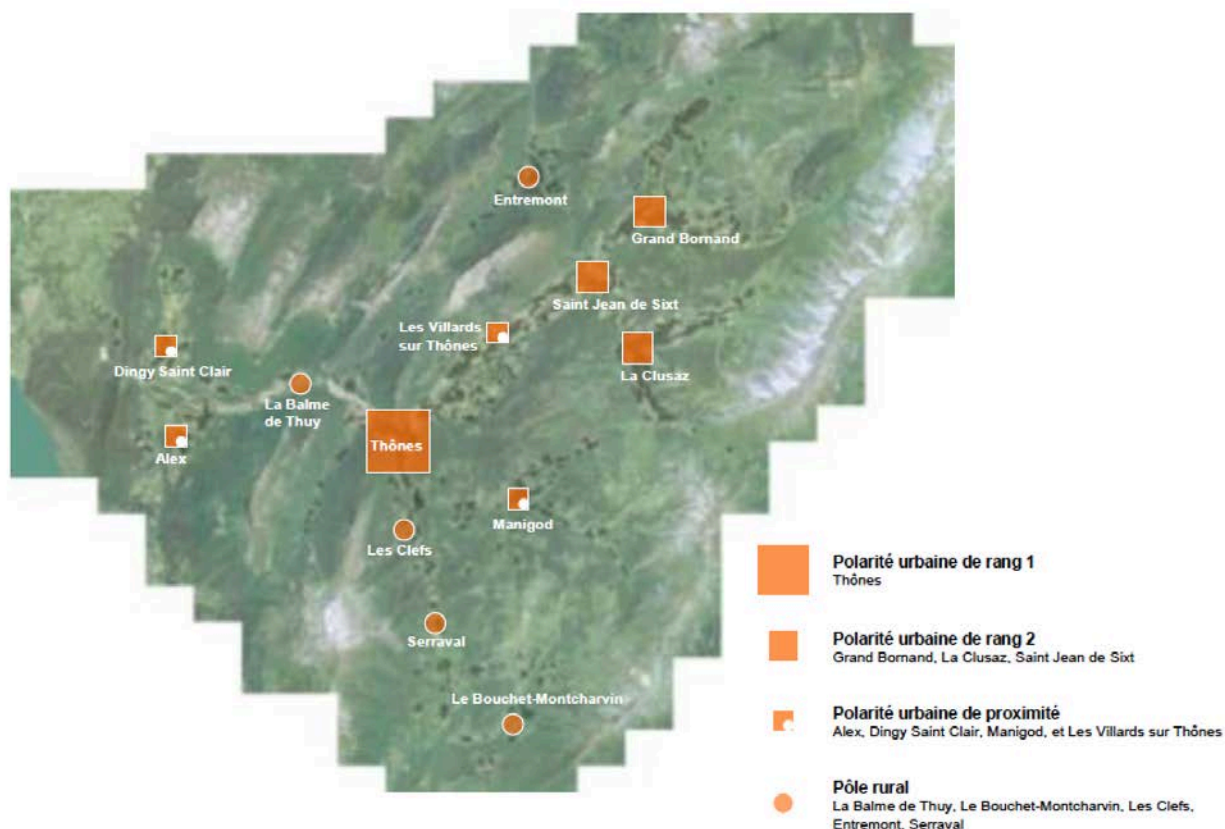 Entremont
Grand Bornand
Saint Jean de Sixt
Les Villards
sur Thônes
La Clusaz
Dingy Saint Clair
La Balme
de Thuy
Thônes
Alex
Manigod
Les Clefs
Serraval
Le Bouchet-Montcharvin
Polarité urbaine de rang 1
Thônes
Polarité urbaine de rang 2
Grand Bornand, La Clusaz, Saint Jean de Sixt
Polarité urbaine de proximité
Alex, Dingy Saint Clair, Manigod, et Les Villards sur Thônes
Pôle rural
La Balme de Thuy, Le Bouchet-Montcharvin, Les Clefs,
Entremont, Serraval